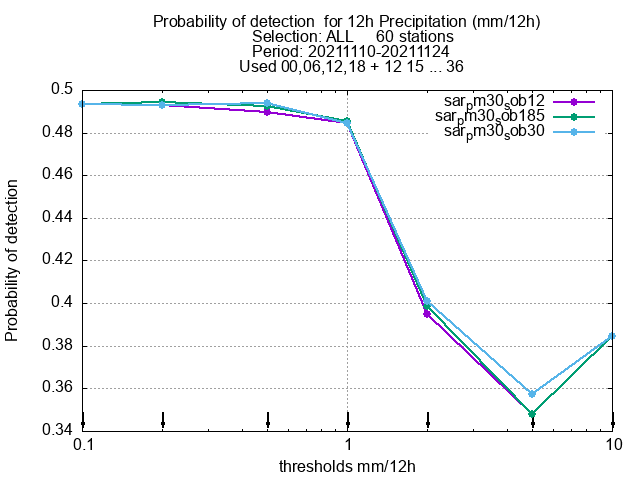 Probability of detection  for 12h Precipitation (mm/12h)
Selection: ALL     60 stations
Period: 20211110-20211124
Used 00,06,12,18 + 12 15 ... 36
sar_pm30_sob12
sar_pm30_sob185
sar_pm30_sob30
0.5
0.48
0.46
0.44
0.42
0.4
0.38
0.36
0.34
Probability of detection
0.1 1 10
thresholds mm/12h